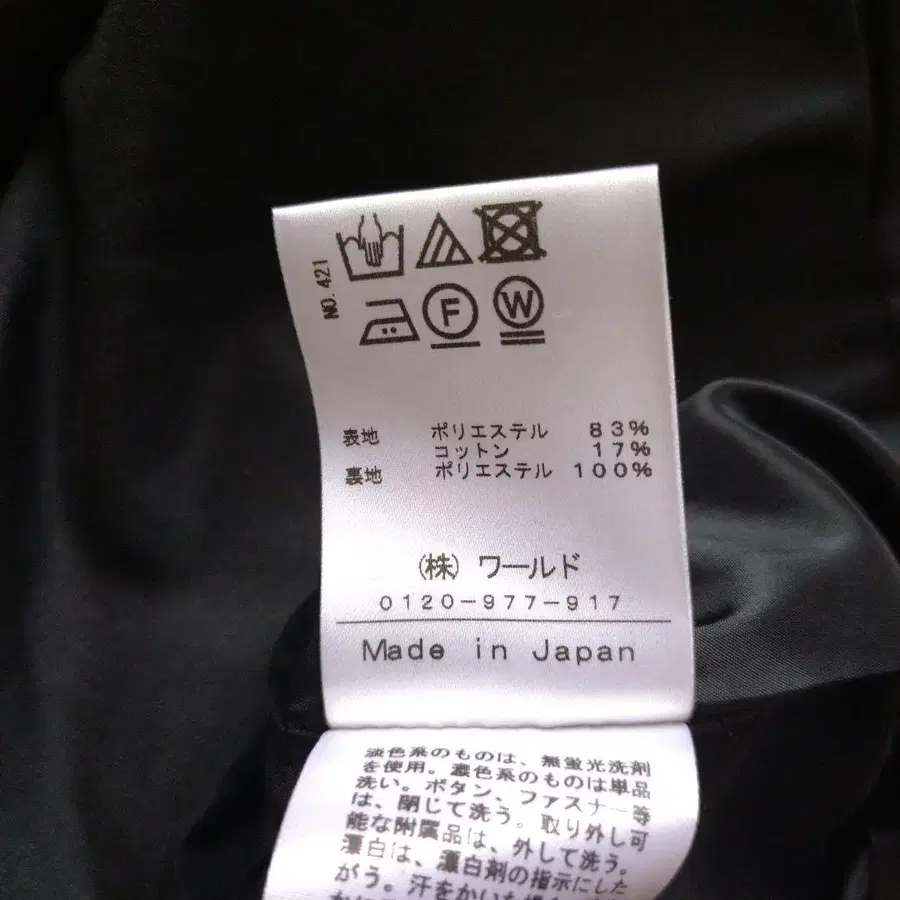 NO.421
F W
表地 ポリエステル 83%
コットン 17%
裏地 ポリエステル 100%
(株) ワールド
0120-977-917
Made in Japan
淡色系のものは、無蛍光洗剤
を使用。濃色系のものは単品
洗い。ボタン、ファスナー等
は、閉じて洗う。取り外し可
能な附属品は、外して洗う。
漂白は、漂白剤の指示にした
がう。汗をかいた